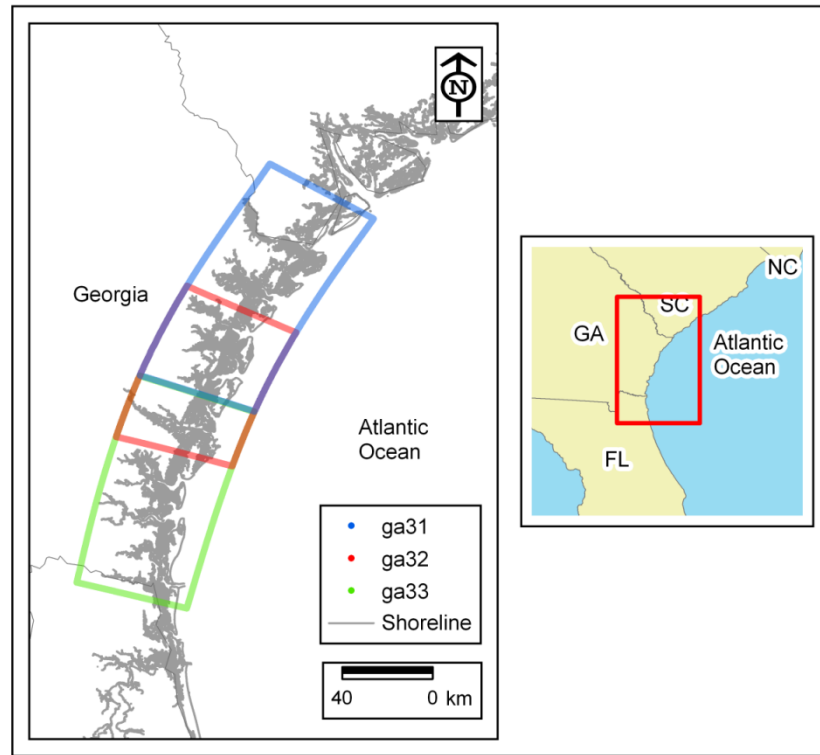 N
Georgia
Atlantic
Ocean
ga31
ga32
ga33
Shoreline
40 0 km
NC
SC
GA
Atlantic
Ocean
FL